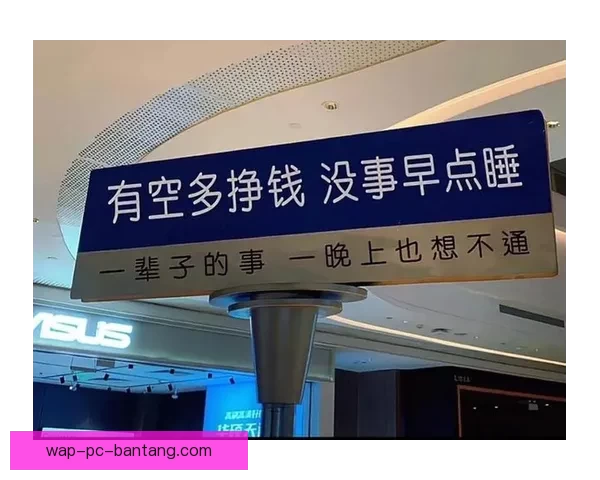 有空多挣钱 没事早点睡
一辈子的事 一晚上也想不通
ASUS
wap-pc-bantang.com